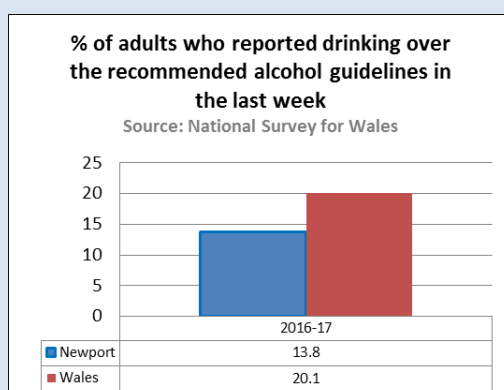 % of adults who reported drinking over
the recommended alcohol guidelines in
the last week
Source: National Survey for Wales
25
20
15
10
5
0
2016-17
Newport 13.8
Wales 20.1